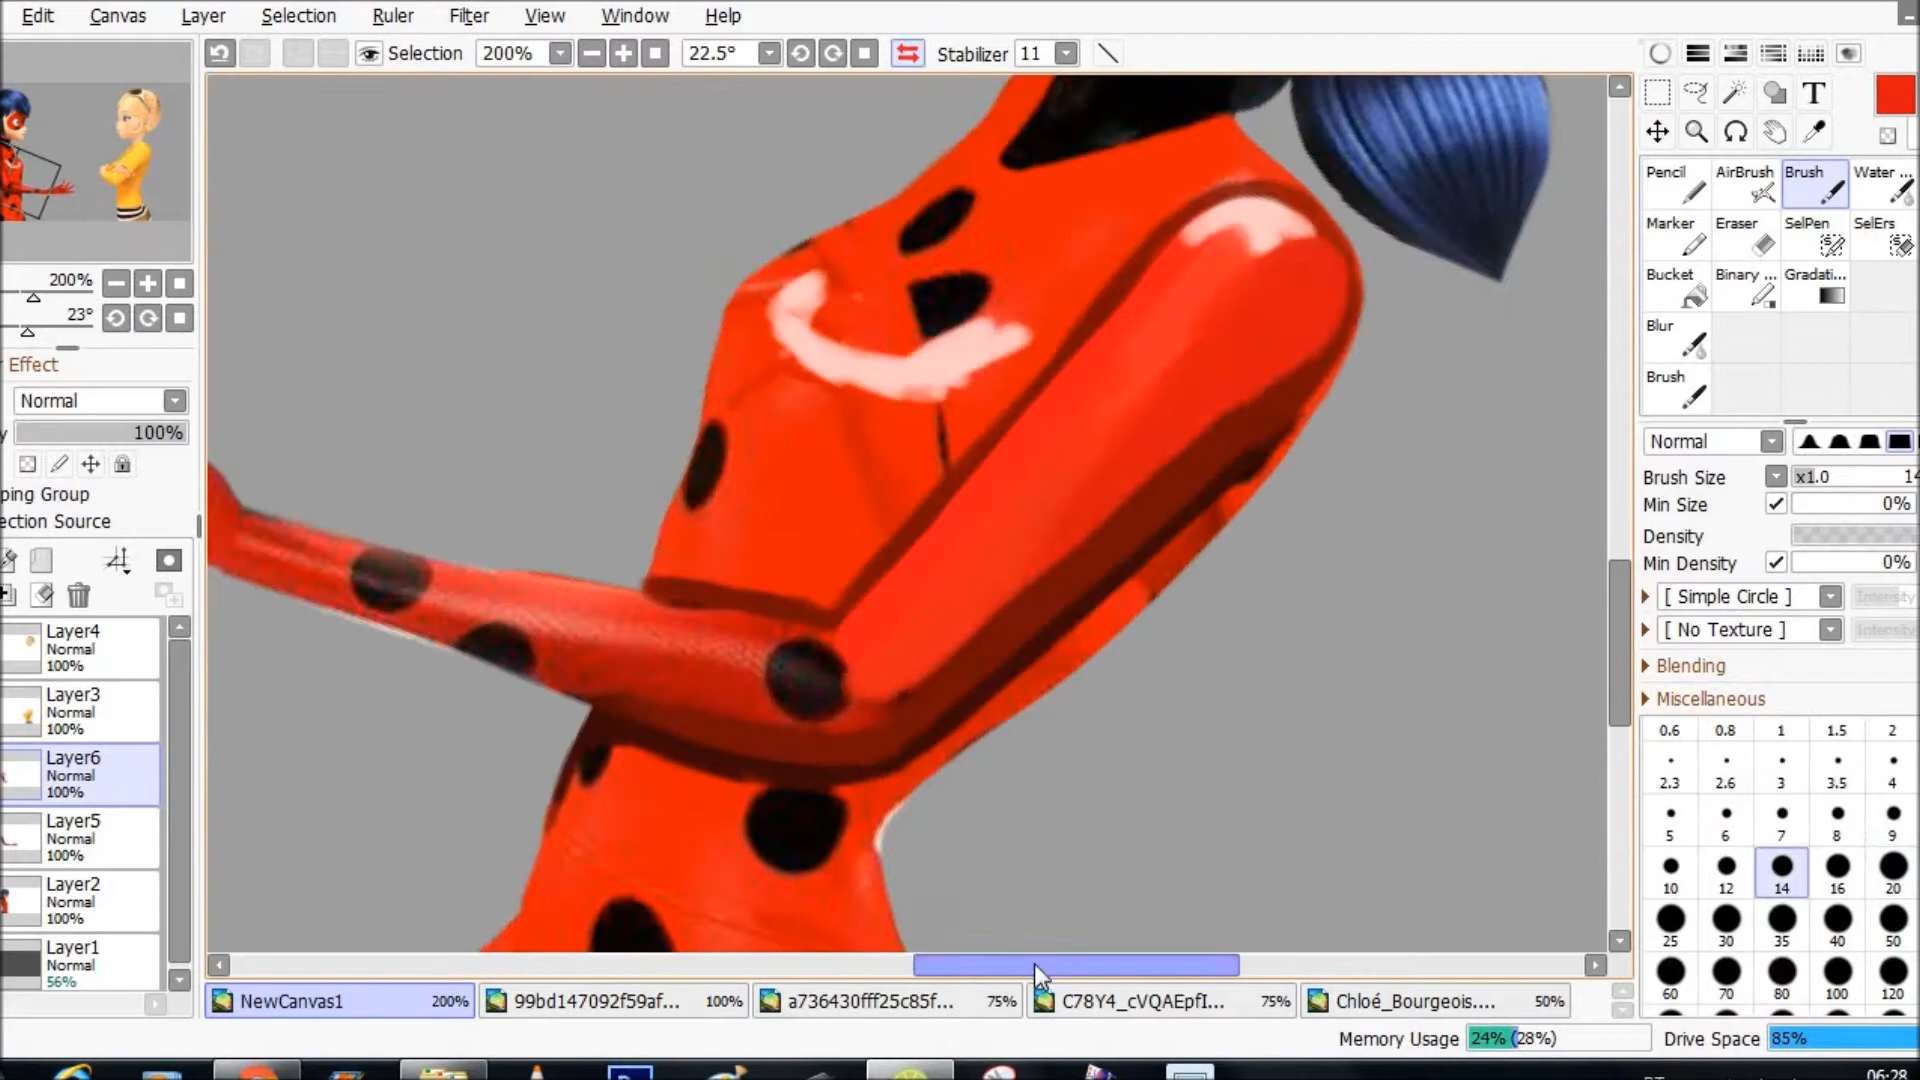 Edit Canvas Layer Selection Ruler Filter View Window Help
Selection 200% 22.5° Stabilizer 11
T
Pencil AirBrush Brush Water ...
Marker Eraser SelPen SelErs
Bucket Binary ... Gradati...
Blur
Brush
200%
23°
Effect
Normal
100%
ping Group
ection Source
Layer4
Normal
100%
Layer3
Normal
100%
Layer6
Normal
100%
Layer5
Normal
100%
Layer2
Normal
100%
Layer1
Normal
56%
Normal
Brush Size x1.0 14
Min Size 0%
Density
Min Density 0%
[ Simple Circle ] Intensity
[ No Texture ] Intensity
Blending
Miscellaneous
0.6 0.8 1 1.5 2
2.3 2.6 3 3.5 4
5 6 7 8 9
10 12 14 16 20
25 30 35 40 50
60 70 80 100 120
NewCanvas1 200% 99bd147092f59af... 100% a736430fff25c85f... 75% C78Y4_cVQAEpfI... 75% Chloé_Bourgeois.... 50%
Memory Usage 24% (28%) Drive Space 85%
06:28